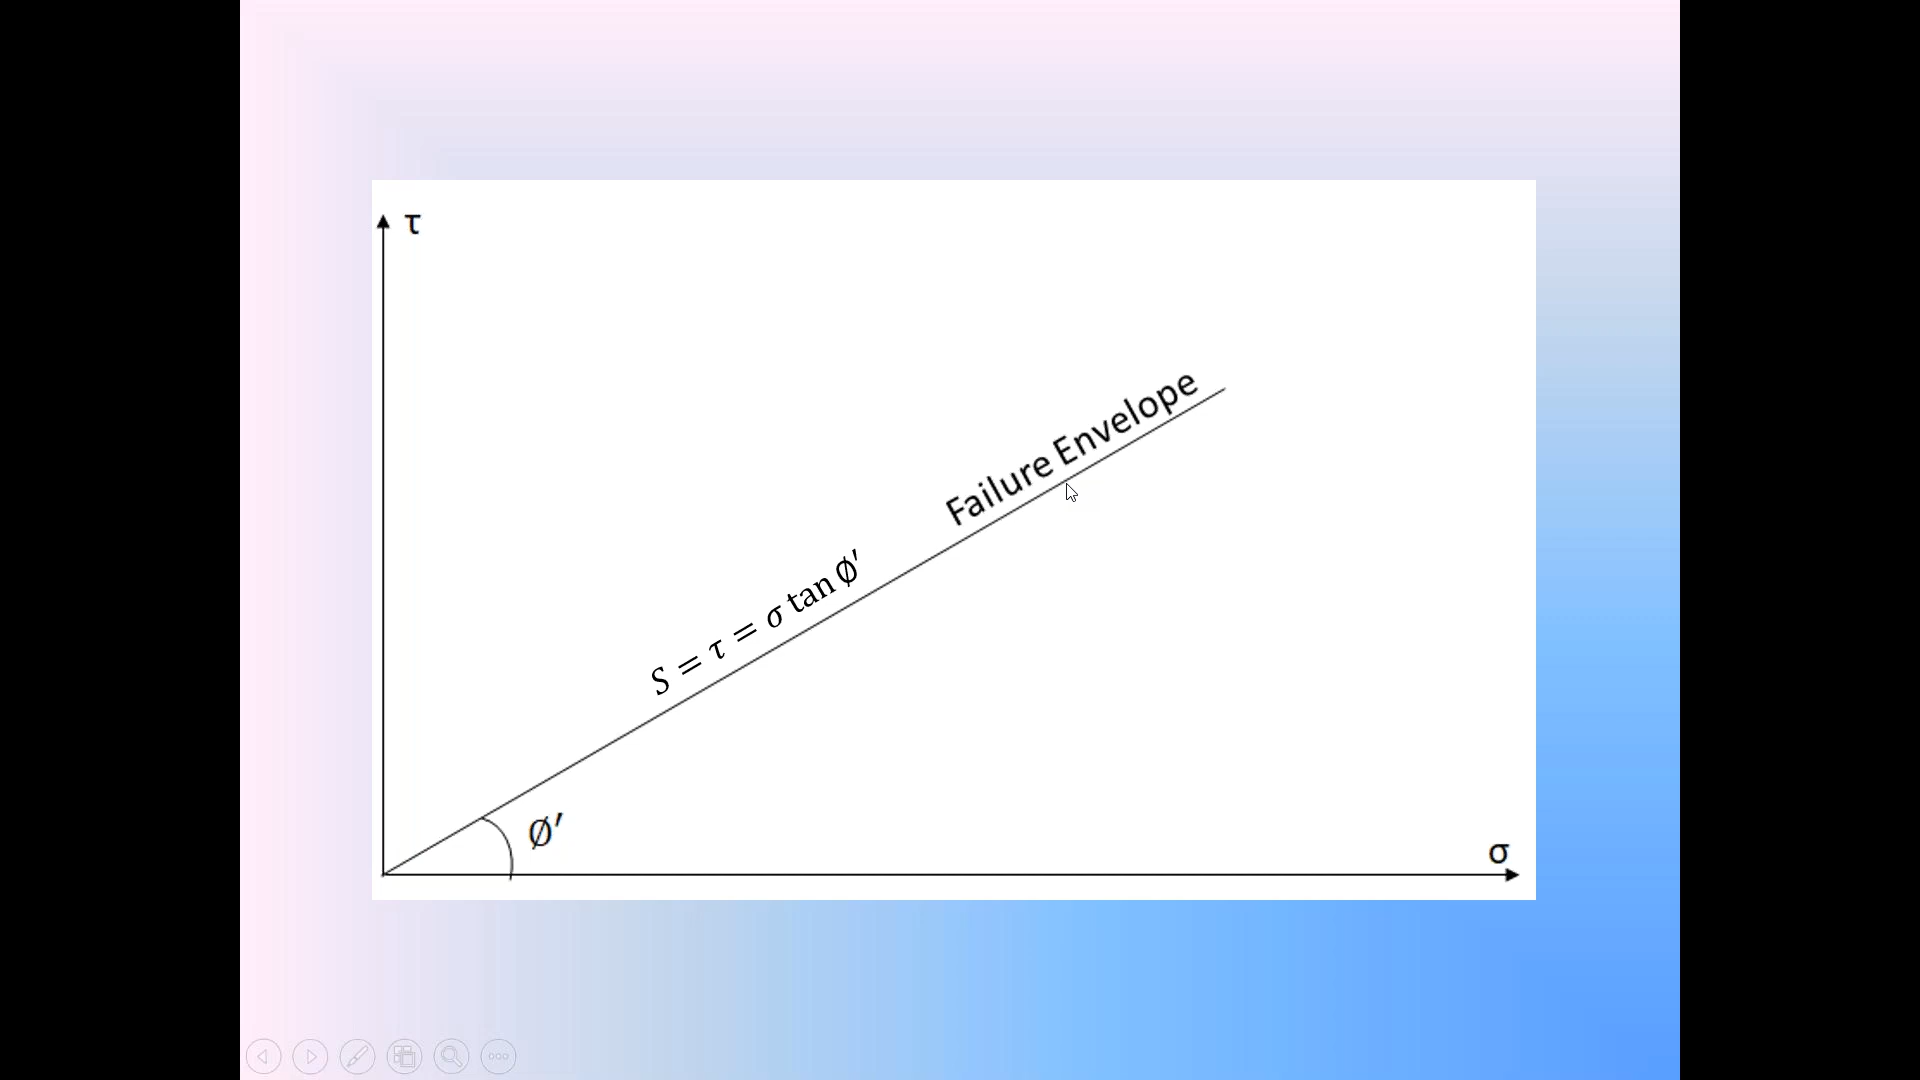 τ
Failure Envelope
S = τ = σ tan ∅′
∅′
σ